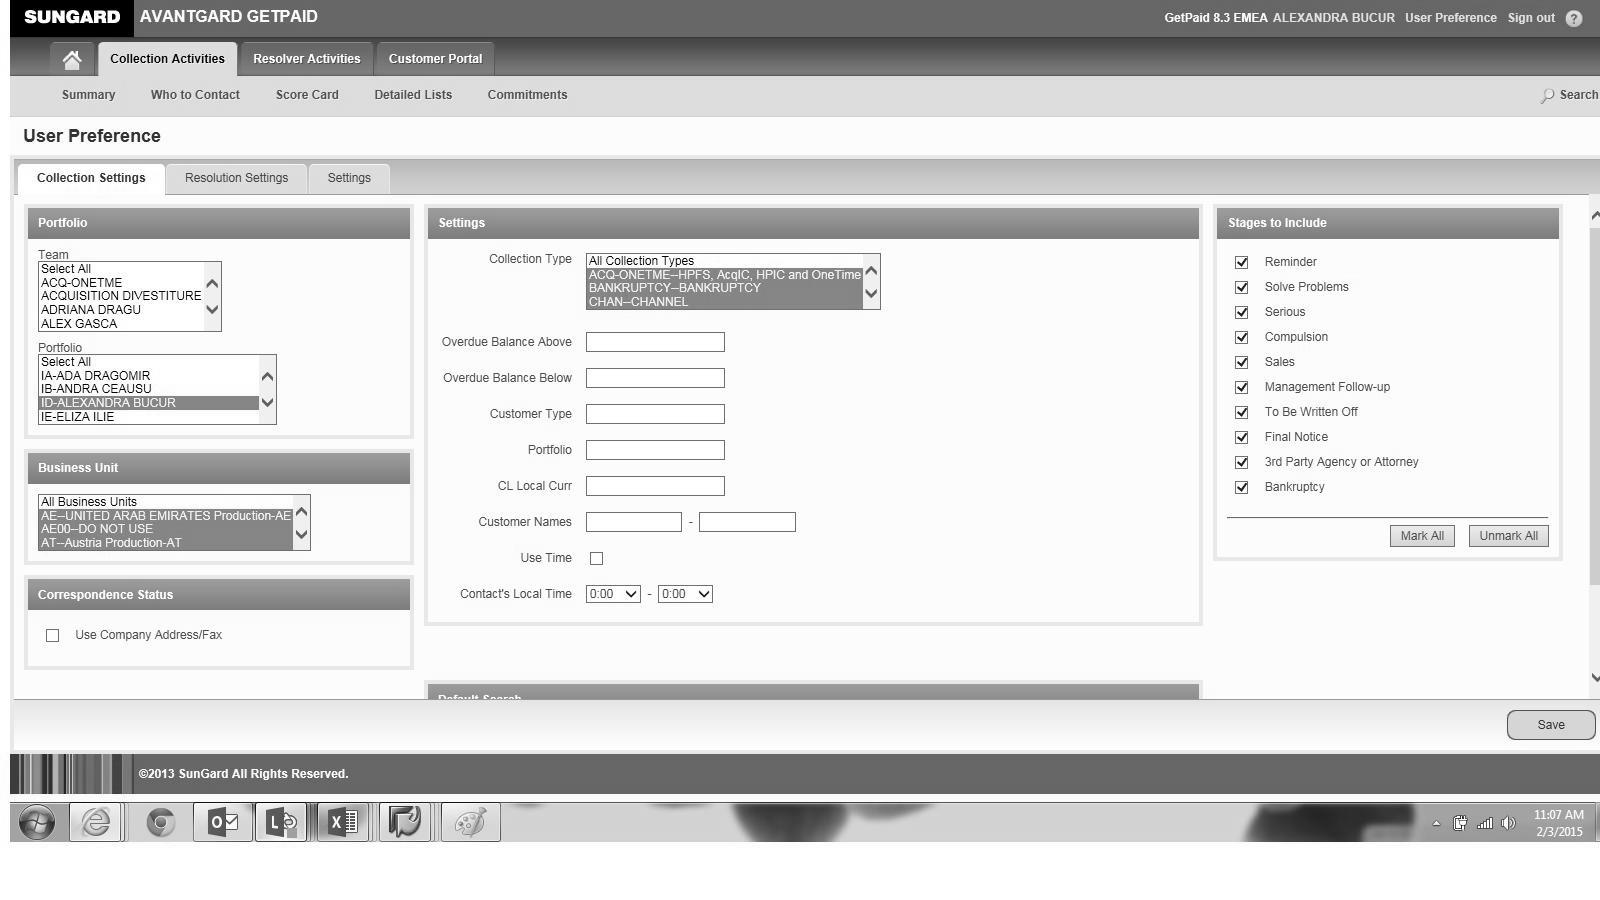 SUNGARD AVANTGARD GETPAID
GetPaid 8.3 EMEA ALEXANDRA BUCUR User Preference Sign out ?
Collection Activities Resolver Activities Customer Portal
Summary Who to Contact Score Card Detailed Lists Commitments Search
User Preference
Collection Settings Resolution Settings Settings
Portfolio
Team
Select All
ACQ-ONETME
ACQUISITION DIVESTITURE
ADRIANA DRAGU
ALEX GASCA
Portfolio
Select All
IA-ADA DRAGOMIR
IB-ANDRA CEAUSU
ID-ALEXANDRA BUCUR
IE-ELIZA ILIE
Business Unit
All Business Units
AE--UNITED ARAB EMIRATES Production-AE
AE00--DO NOT USE
AT--Austria Production-AT
Correspondence Status
Use Company Address/Fax
Settings
Collection Type
All Collection Types
ACQ-ONETME--HPFS, AcqIC, HPIC and OneTime
BANKRUPTCY--BANKRUPTCY
CHAN--CHANNEL
Overdue Balance Above
Overdue Balance Below
Customer Type
Portfolio
CL Local Curr
Customer Names -
Use Time
Contact's Local Time 0:00 - 0:00
Default Search
Stages to Include
Reminder
Solve Problems
Serious
Compulsion
Sales
Management Follow-up
To Be Written Off
Final Notice
3rd Party Agency or Attorney
Bankruptcy
Mark All Unmark All
Save
©2013 SunGard All Rights Reserved.
11:07 AM
2/3/2015